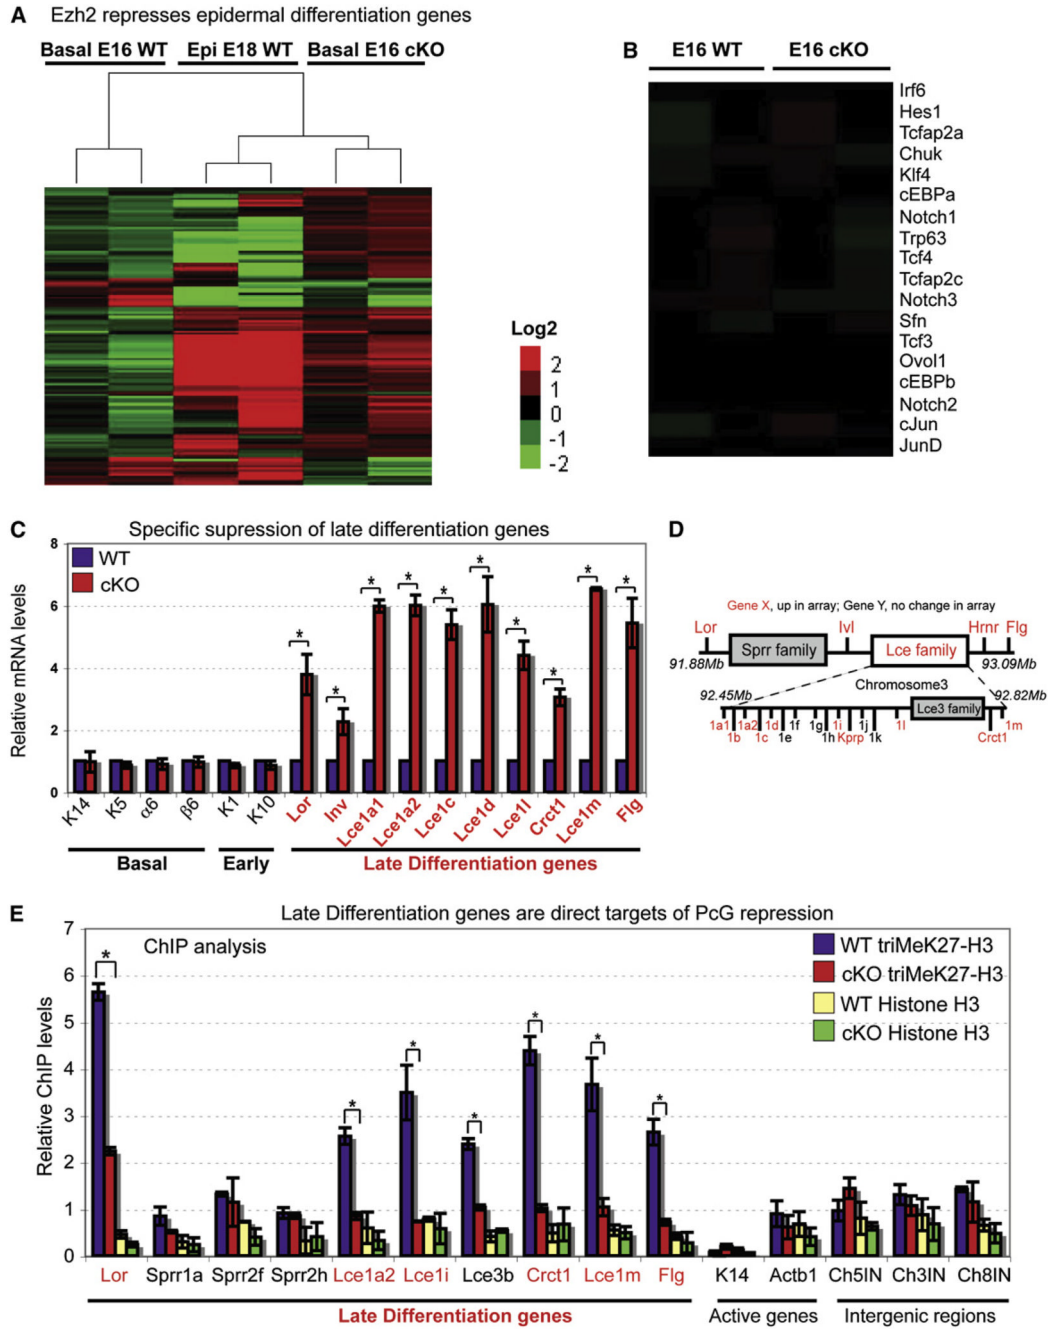 A Ezh2 represses epidermal differentiation genes
Basal E16 WT Epi E18 WT Basal E16 cKO
Log2
2
1
0
-1
-2
B E16 WT E16 cKO
Irf6
Hes1
Tcfap2a
Chuk
Klf4
cEBPa
Notch1
Trp63
Tcf4
Tcfap2c
Notch3
Sfn
Tcf3
Ovol1
cEBPb
Notch2
cJun
JunD
C Specific supression of late differentiation genes
WT
cKO
Relative mRNA levels
8
6
4
2
0
* * * * * * * * * *
K14 K5 α6 β6 K1 K10 Lor Inv Lce1a1 Lce1a2 Lce1c Lce1d Lce1l Crct1 Lce1m Flg
Basal Early Late Differentiation genes
D
Gene X, up in array; Gene Y, no change in array
Lor Ivl Hrnr Flg
Sprr family Lce family
91.88Mb 93.09Mb
Chromosome3
92.45Mb 92.82Mb
Lce3 family
1a1 1a2 1d 1f 1g 1i 1j 1l 1m
1b 1c 1e 1h Kprp 1k Crct1
E Late Differentiation genes are direct targets of PcG repression
ChIP analysis
WT triMeK27-H3
cKO triMeK27-H3
WT Histone H3
cKO Histone H3
Relative ChIP levels
7
6
5
4
3
2
1
0
* * * * * * *
Lor Sprr1a Sprr2f Sprr2h Lce1a2 Lce1i Lce3b Crct1 Lce1m Flg K14 Actb1 Ch5IN Ch3IN Ch8IN
Late Differentiation genes Active genes Intergenic regions